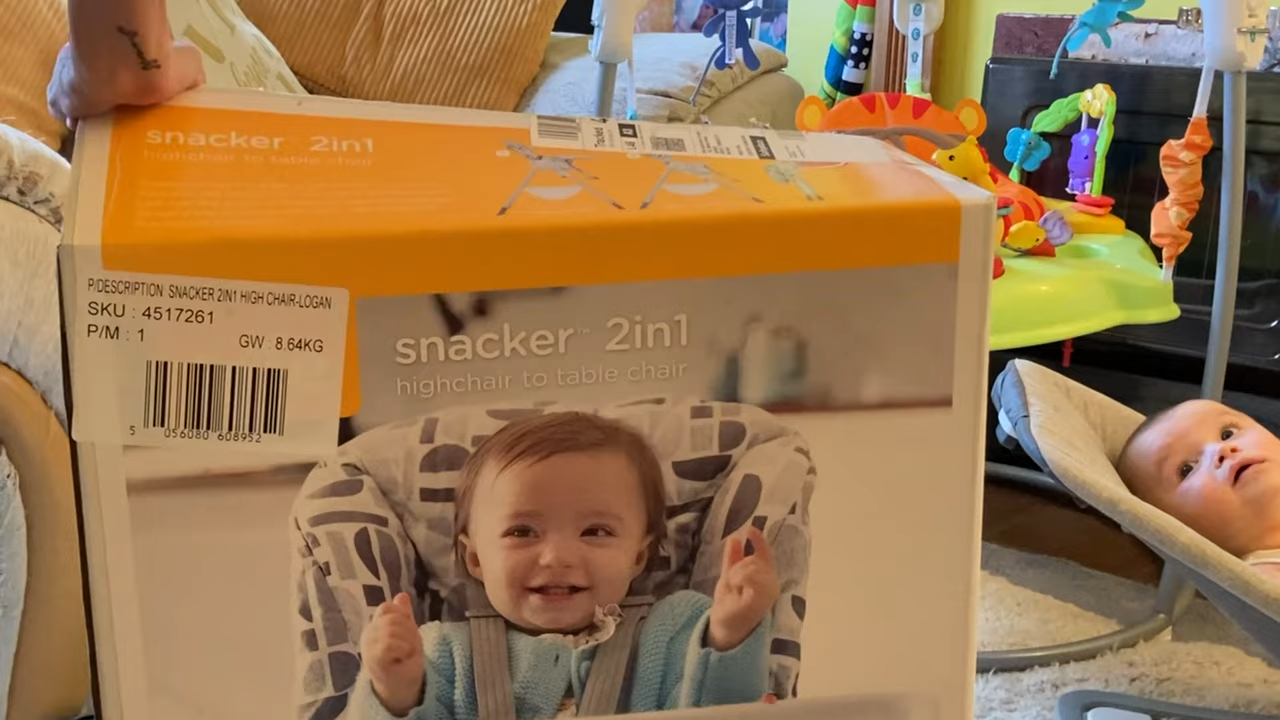 snacker 2in1
highchair to table chair
P/DESCRIPTION SNACKER 2IN1 HIGH CHAIR-LOGAN
SKU : 4517261
P/M : 1
GW : 8.64KG
5 056080 608952
snacker™ 2in1
highchair to table chair